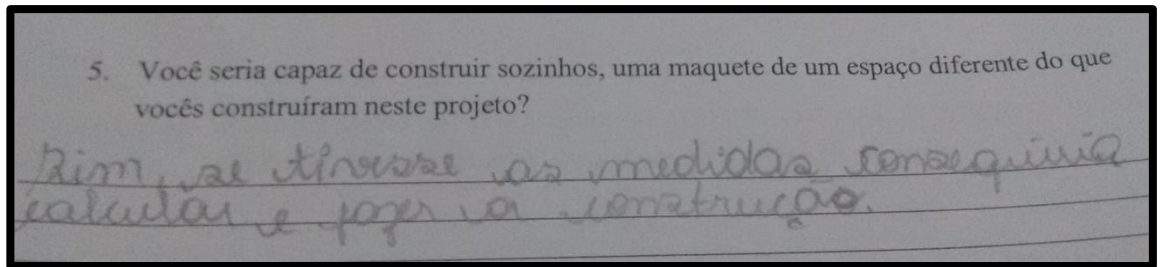 5. Você seria capaz de construir sozinhos, uma maquete de um espaço diferente do que
vocês construíram neste projeto?
Sim, se tivesse as medidas conseguiria
calcular e fazer a construção.